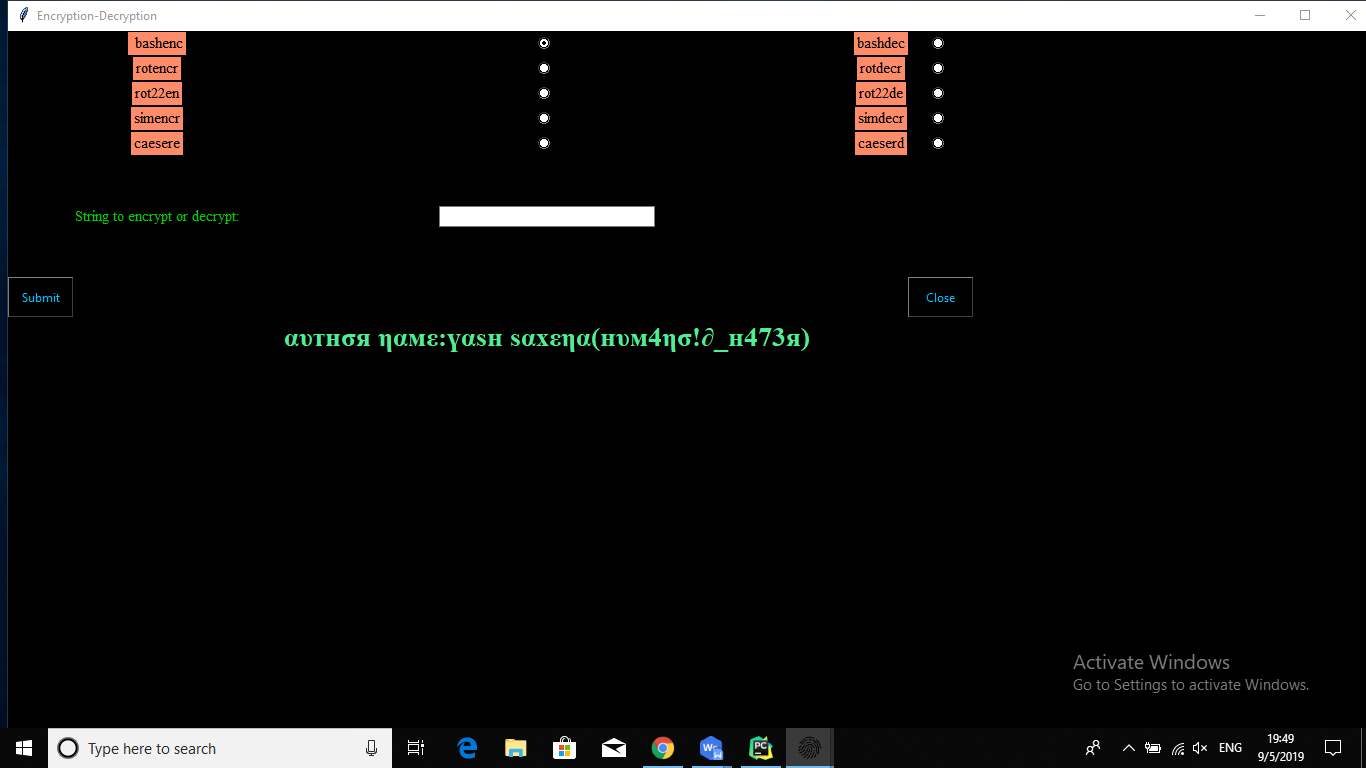 Encryption-Decryption
bashenc bashdec
rotencr rotdecr
rot22en rot22de
simencr simdecr
caesere caeserd
String to encrypt or decrypt:
Submit Close
αυтнσя ηαмε:үαѕн ѕαxεηα(нυм4ησ!∂_н473я)
Activate Windows
Go to Settings to activate Windows.
Type here to search
PC
ENG
19:49
9/5/2019